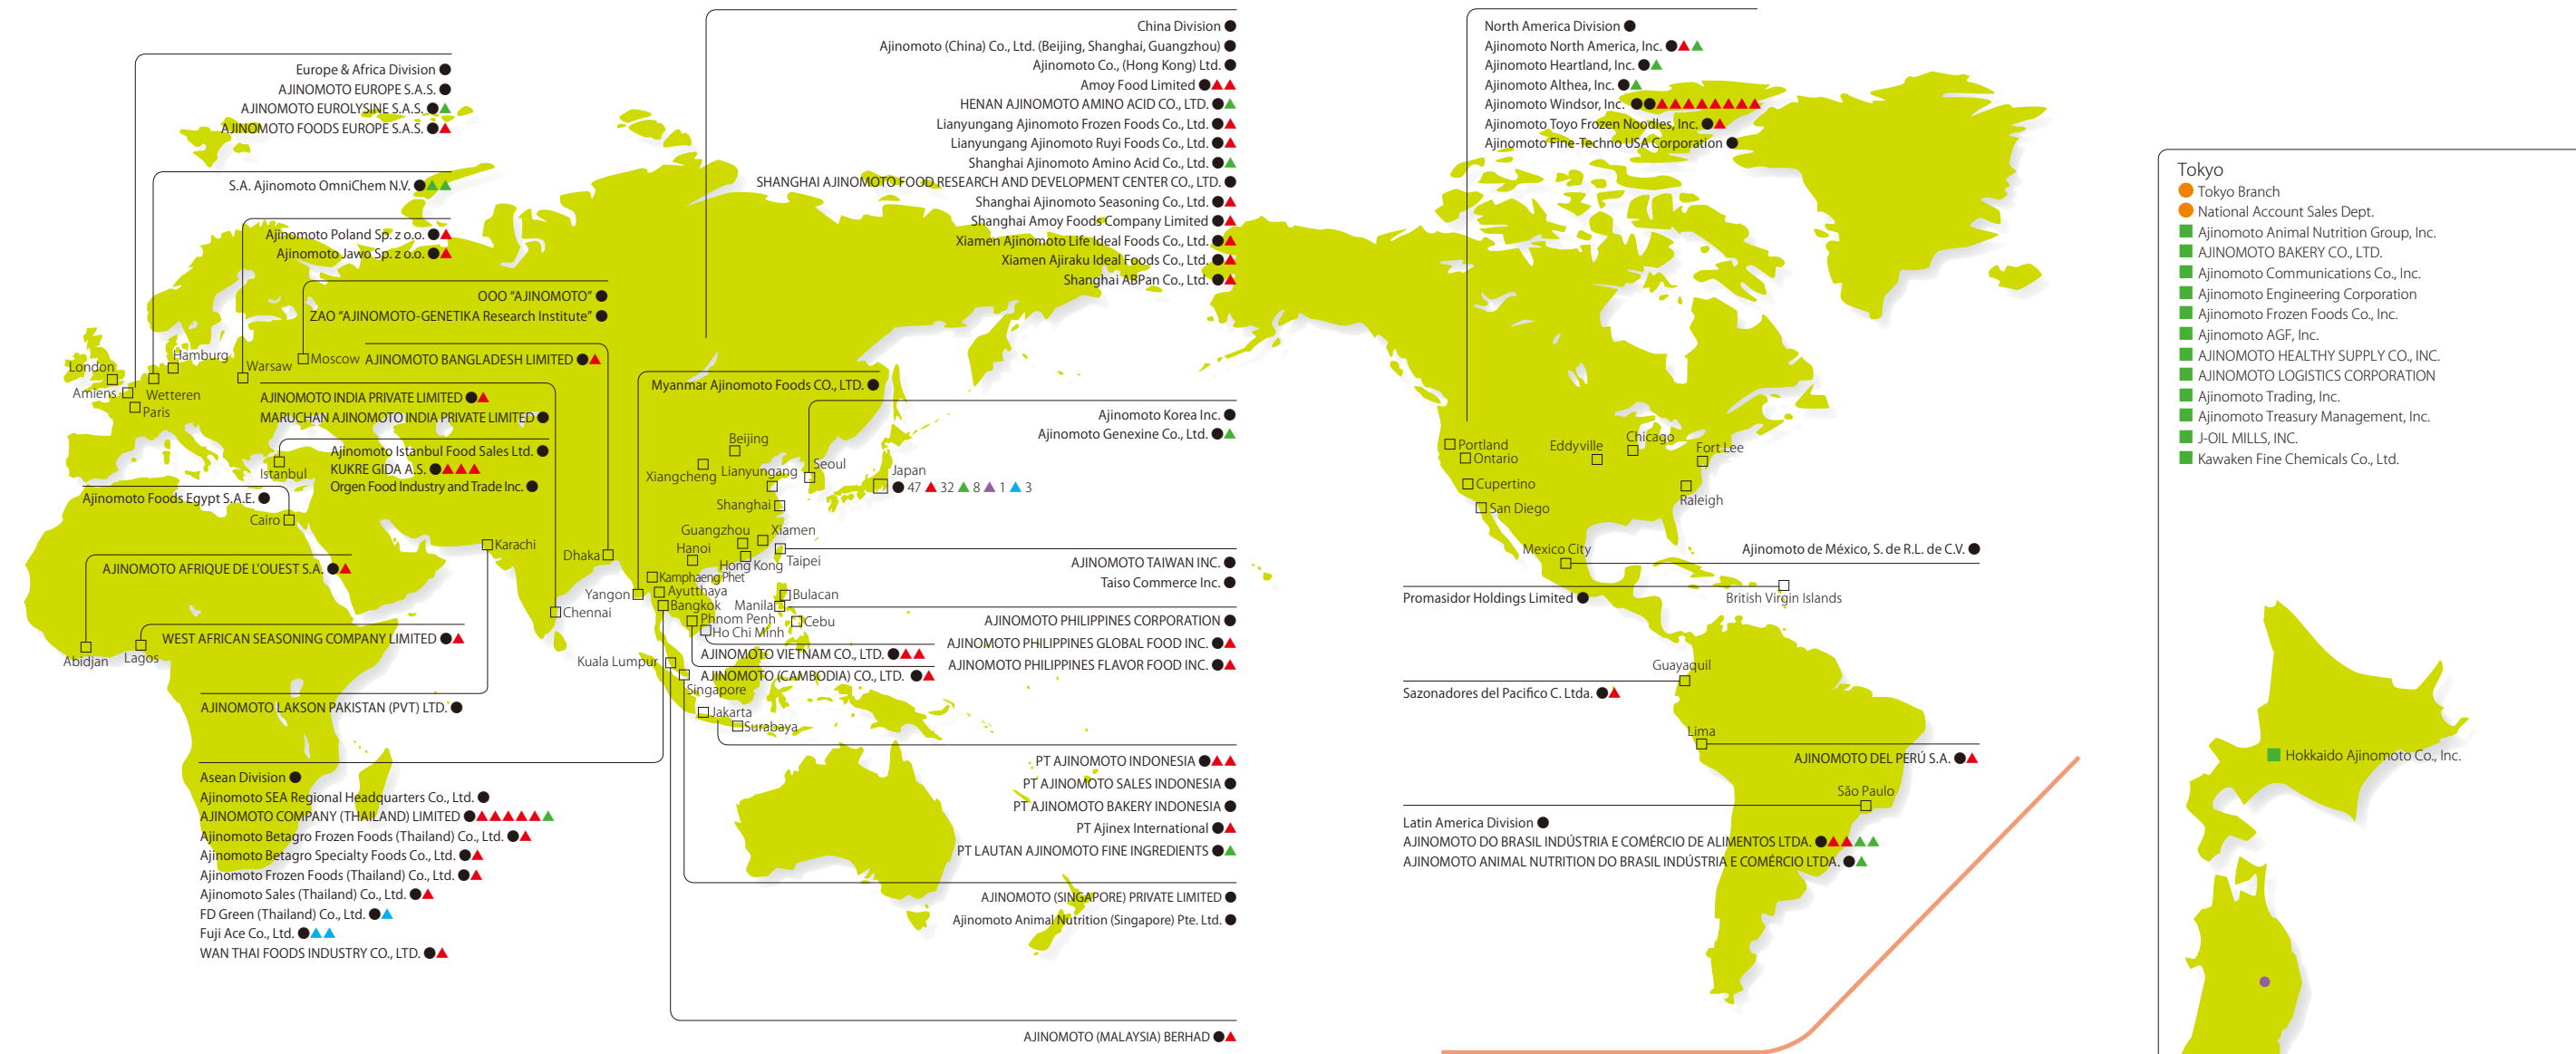 Europe & Africa Division
AJINOMOTO EUROPE S.A.S.
AJINOMOTO EUROLYSINE S.A.S.
AJINOMOTO FOODS EUROPE S.A.S.
S.A. Ajinomoto OmniChem N.V.
Ajinomoto Poland Sp. z o.o.
Ajinomoto Jawo Sp. z o.o.
OOO “AJINOMOTO”
ZAO “AJINOMOTO-GENETIKA Research Institute”
AJINOMOTO BANGLADESH LIMITED
AJINOMOTO INDIA PRIVATE LIMITED
MARUCHAN AJINOMOTO INDIA PRIVATE LIMITED
Ajinomoto Istanbul Food Sales Ltd.
KUKRE GIDA A.S.
Orgen Food Industry and Trade Inc.
Ajinomoto Foods Egypt S.A.E.
AJINOMOTO AFRIQUE DE L'OUEST S.A.
WEST AFRICAN SEASONING COMPANY LIMITED
AJINOMOTO LAKSON PAKISTAN (PVT) LTD.
London
Amiens
Hamburg
Wetteren
Paris
Warsaw
Moscow
Istanbul
Cairo
Karachi
Dhaka
Chennai
Abidjan
Lagos
Asean Division
Ajinomoto SEA Regional Headquarters Co., Ltd.
AJINOMOTO COMPANY (THAILAND) LIMITED
Ajinomoto Betagro Frozen Foods (Thailand) Co., Ltd.
Ajinomoto Betagro Specialty Foods Co., Ltd.
Ajinomoto Frozen Foods (Thailand) Co., Ltd.
Ajinomoto Sales (Thailand) Co., Ltd.
FD Green (Thailand) Co., Ltd.
Fuji Ace Co., Ltd.
WAN THAI FOODS INDUSTRY CO., LTD.
China Division
Ajinomoto (China) Co., Ltd. (Beijing, Shanghai, Guangzhou)
Ajinomoto Co., (Hong Kong) Ltd.
Amoy Food Limited
HENAN AJINOMOTO AMINO ACID CO., LTD.
Lianyungang Ajinomoto Frozen Foods Co., Ltd.
Lianyungang Ajinomoto Ruyi Foods Co., Ltd.
Shanghai Ajinomoto Amino Acid Co., Ltd.
SHANGHAI AJINOMOTO FOOD RESEARCH AND DEVELOPMENT CENTER CO., LTD.
Shanghai Ajinomoto Seasoning Co., Ltd.
Shanghai Amoy Foods Company Limited
Xiamen Ajinomoto Life Ideal Foods Co., Ltd.
Xiamen Ajiraku Ideal Foods Co., Ltd.
Shanghai ABPan Co., Ltd.
Myanmar Ajinomoto Foods CO., LTD.
Ajinomoto Korea Inc.
Ajinomoto Genexine Co., Ltd.
Beijing
Xiangcheng
Lianyungang
Seoul
Japan
47 32 8 1 3
Shanghai
Guangzhou
Xiamen
Hanoi
Hong Kong
Taipei
Kamphaeng Phet
Ayutthaya
Yangon
Bangkok
Bulacan
Manila
Phnom Penh
Cebu
Ho Chi Minh
Kuala Lumpur
Singapore
Jakarta
Surabaya
AJINOMOTO TAIWAN INC.
Taiso Commerce Inc.
AJINOMOTO PHILIPPINES CORPORATION
AJINOMOTO PHILIPPINES GLOBAL FOOD INC.
AJINOMOTO PHILIPPINES FLAVOR FOOD INC.
AJINOMOTO VIETNAM CO., LTD.
AJINOMOTO (CAMBODIA) CO., LTD.
PT AJINOMOTO INDONESIA
PT AJINOMOTO SALES INDONESIA
PT AJINOMOTO BAKERY INDONESIA
PT Ajinex International
PT LAUTAN AJINOMOTO FINE INGREDIENTS
AJINOMOTO (SINGAPORE) PRIVATE LIMITED
Ajinomoto Animal Nutrition (Singapore) Pte. Ltd.
AJINOMOTO (MALAYSIA) BERHAD
North America Division
Ajinomoto North America, Inc.
Ajinomoto Heartland, Inc.
Ajinomoto Althea, Inc.
Ajinomoto Windsor, Inc.
Ajinomoto Toyo Frozen Noodles, Inc.
Ajinomoto Fine-Techno USA Corporation
Portland
Ontario
Eddyville
Chicago
Fort Lee
Cupertino
San Diego
Raleigh
Mexico City
Ajinomoto de México, S. de R.L. de C.V.
Promasidor Holdings Limited
British Virgin Islands
Guayaquil
Sazonadores del Pacifico C. Ltda.
Lima
AJINOMOTO DEL PERÚ S.A.
São Paulo
Latin America Division
AJINOMOTO DO BRASIL INDÚSTRIA E COMÉRCIO DE ALIMENTOS LTDA.
AJINOMOTO ANIMAL NUTRITION DO BRASIL INDÚSTRIA E COMÉRCIO LTDA.
Tokyo
Tokyo Branch
National Account Sales Dept.
Ajinomoto Animal Nutrition Group, Inc.
AJINOMOTO BAKERY CO., LTD.
Ajinomoto Communications Co., Inc.
Ajinomoto Engineering Corporation
Ajinomoto Frozen Foods Co., Inc.
Ajinomoto AGF, Inc.
AJINOMOTO HEALTHY SUPPLY CO., INC.
AJINOMOTO LOGISTICS CORPORATION
Ajinomoto Trading, Inc.
Ajinomoto Treasury Management, Inc.
J-OIL MILLS, INC.
Kawaken Fine Chemicals Co., Ltd.
Hokkaido Ajinomoto Co., Inc.